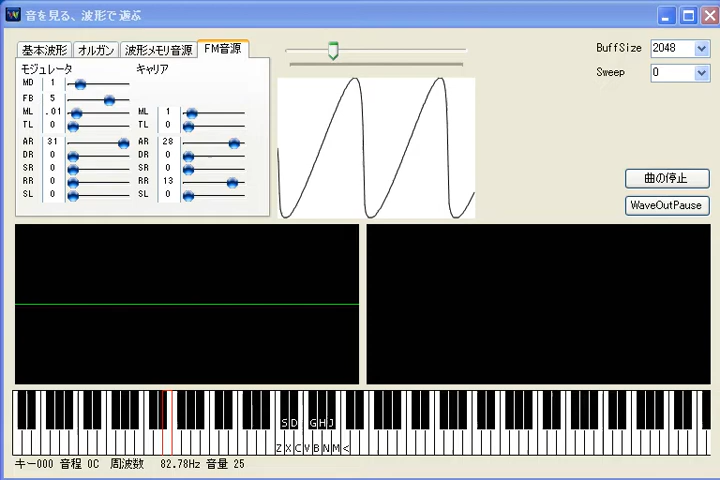 音を見る、波形で遊ぶ
基本波形 オルガン 波形メモリ音源 FM音源
BuffSize 2048
Sweep 0
モジュレータ キャリア
MD 1
FB 5
ML .01 ML 1
TL 0 TL 0
AR 31 AR 28
DR 0 DR 0
SR 0 SR 0
RR 0 RR 13
SL 0 SL 0
曲の停止
WaveOutPause
S D G H J
Z X C V B N M <
キー000 音程 0C 周波数 82.78Hz 音量 25